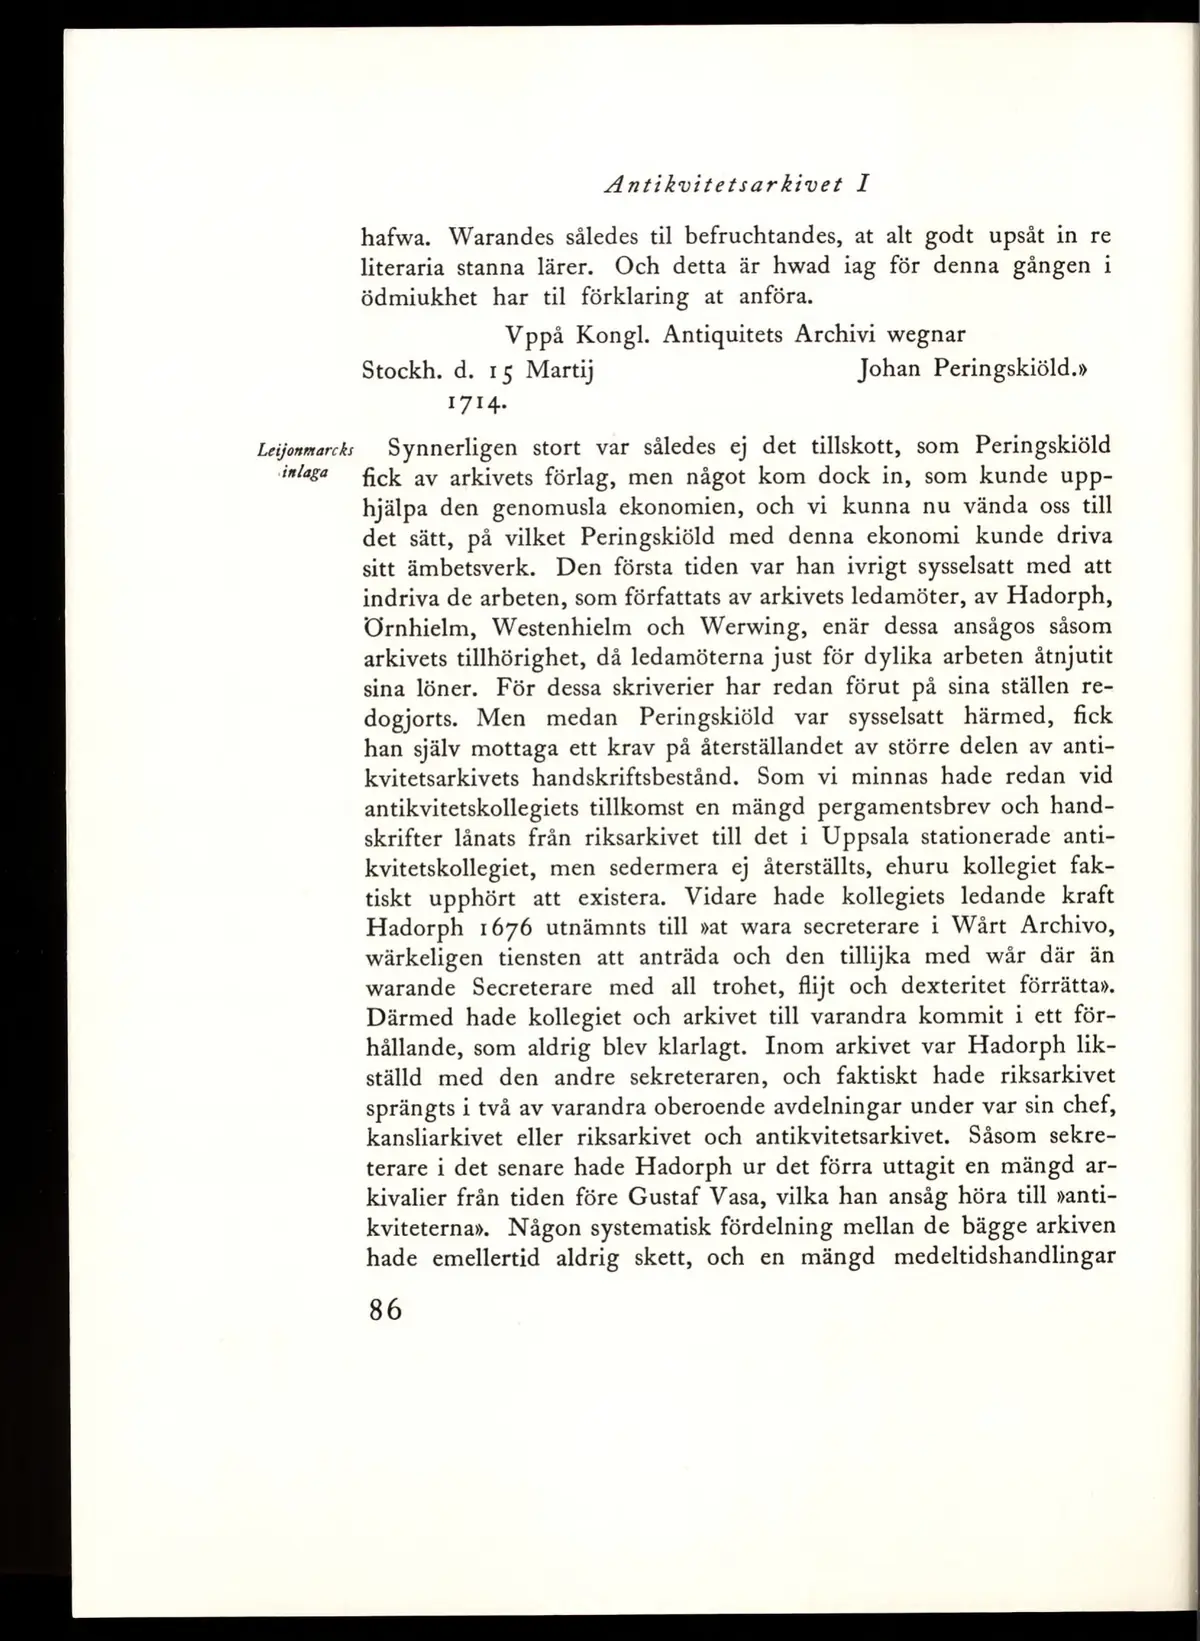 Antikvitetsarkivet I
hafwa. Warandes således til befruchtandes, at alt godt upsåt in re
literaria stanna lärer. Och detta är hwad iag för denna gången i
ödmiukhet har til förklaring at anföra.
Vppå Kongl. Antiquitets Archivi wegnar
Stockh. d. 15 Martij Johan Peringskiöld.»
1714.
Leijonmarcks
inlaga
Synnerligen stort var således ej det tillskott, som Peringskiöld
fick av arkivets förlag, men något kom dock in, som kunde upp-
hjälpa den genomusla ekonomien, och vi kunna nu vända oss till
det sätt, på vilket Peringskiöld med denna ekonomi kunde driva
sitt ämbetsverk. Den första tiden var han ivrigt sysselsatt med att
indriva de arbeten, som författats av arkivets ledamöter, av Hadorph,
Örnhielm, Westenhielm och Werwing, enär dessa ansågos såsom
arkivets tillhörighet, då ledamöterna just för dylika arbeten åtnjutit
sina löner. För dessa skriverier har redan förut på sina ställen re-
dogjorts. Men medan Peringskiöld var sysselsatt härmed, fick
han själv mottaga ett krav på återställandet av större delen av anti-
kvitetsarkivets handskriftsbestånd. Som vi minnas hade redan vid
antikvitetskollegiets tillkomst en mängd pergamentsbrev och hand-
skrifter lånats från riksarkivet till det i Uppsala stationerade anti-
kvitetskollegiet, men sedermera ej återställts, ehuru kollegiet fak-
tiskt upphört att existera. Vidare hade kollegiets ledande kraft
Hadorph 1676 utnämnts till »at wara secreterare i Wårt Archivo,
wärkeligen tiensten att anträda och den tillijka med wår där än
warande Secreterare med all trohet, flijt och dexteritet förrätta».
Därmed hade kollegiet och arkivet till varandra kommit i ett för-
hållande, som aldrig blev klarlagt. Inom arkivet var Hadorph lik-
ställd med den andre sekreteraren, och faktiskt hade riksarkivet
sprängts i två av varandra oberoende avdelningar under var sin chef,
kansliarkivet eller riksarkivet och antikvitetsarkivet. Såsom sekre-
terare i det senare hade Hadorph ur det förra uttagit en mängd ar-
kivalier från tiden före Gustaf Vasa, vilka han ansåg höra till »anti-
kviteterna». Någon systematisk fördelning mellan de bägge arkiven
hade emellertid aldrig skett, och en mängd medeltidshandlingar
86